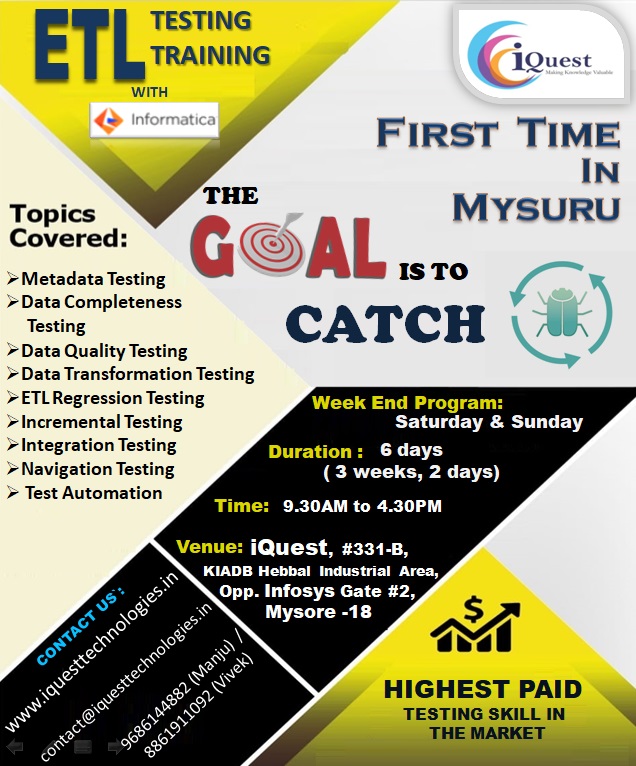 ETL TESTING
TRAINING
WITH
Informatica
iQuest
Making Knowledge Valuable
FIRST TIME
IN
MYSURU
THE
GOAL
IS TO
CATCH
Topics
Covered:
➢Metadata Testing
➢Data Completeness
Testing
➢Data Quality Testing
➢Data Transformation Testing
➢ETL Regression Testing
➢Incremental Testing
➢Integration Testing
➢Navigation Testing
➢ Test Automation
Week End Program:
Saturday & Sunday
Duration : 6 days
( 3 weeks, 2 days)
Time: 9.30AM to 4.30PM
Venue: iQuest, #331-B,
KIADB Hebbal Industrial Area,
Opp. Infosys Gate #2,
Mysore -18
CONTACT US`:
www.iquesttechnologies.in
contact@iquesttechnologies.in
9686144882 (Manju) /
8861911092 (Vivek)
$
HIGHEST PAID
TESTING SKILL IN
THE MARKET